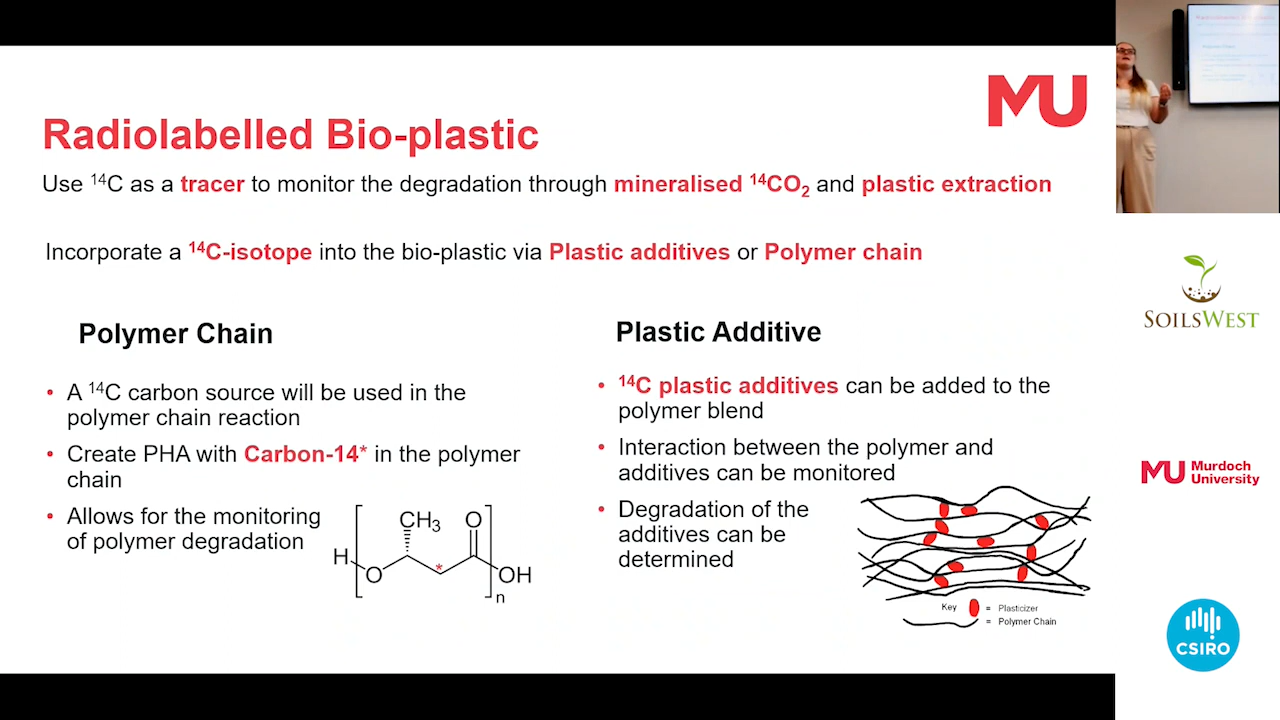 MU
Radiolabelled Bio-plastic
Use ¹⁴C as a tracer to monitor the degradation through mineralised ¹⁴CO₂ and plastic extraction
Incorporate a ¹⁴C-isotope into the bio-plastic via Plastic additives or Polymer chain
Polymer Chain
• A ¹⁴C carbon source will be used in the
polymer chain reaction
• Create PHA with Carbon-14* in the polymer
chain
• Allows for the monitoring
of polymer degradation
CH₃
O
H
O
*
OH
n
Plastic Additive
• ¹⁴C plastic additives can be added to the
polymer blend
• Interaction between the polymer and
additives can be monitored
• Degradation of the
additives can be
determined
Key = Plasticizer
= Polymer Chain
SOILSWEST
MU Murdoch
University
CSIRO